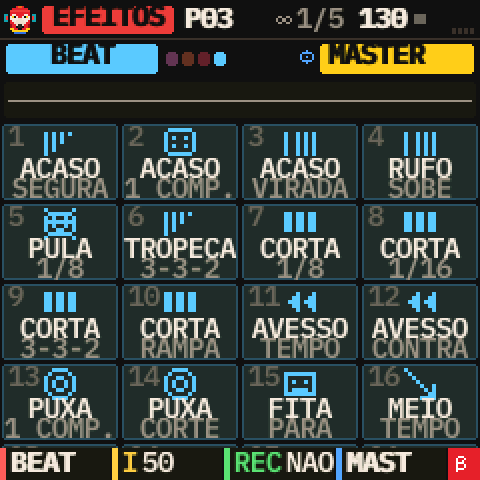 EFEITOS P03 ∞1/5 130
BEAT MASTER
1 2 3 4
ACASO ACASO ACASO RUFO
SEGURA 1 COMP. VIRADA SOBE
5 6 7 8
PULA TROPECA CORTA CORTA
1/8 3-3-2 1/8 1/16
9 10 11 12
CORTA CORTA AVESSO AVESSO
3-3-2 RAMPA TEMPO CONTRA
13 14 15 16
PUXA PUXA FITA MEIO
1 COMP. CORTE PARA TEMPO
BEAT I50 REC NAO MAST β